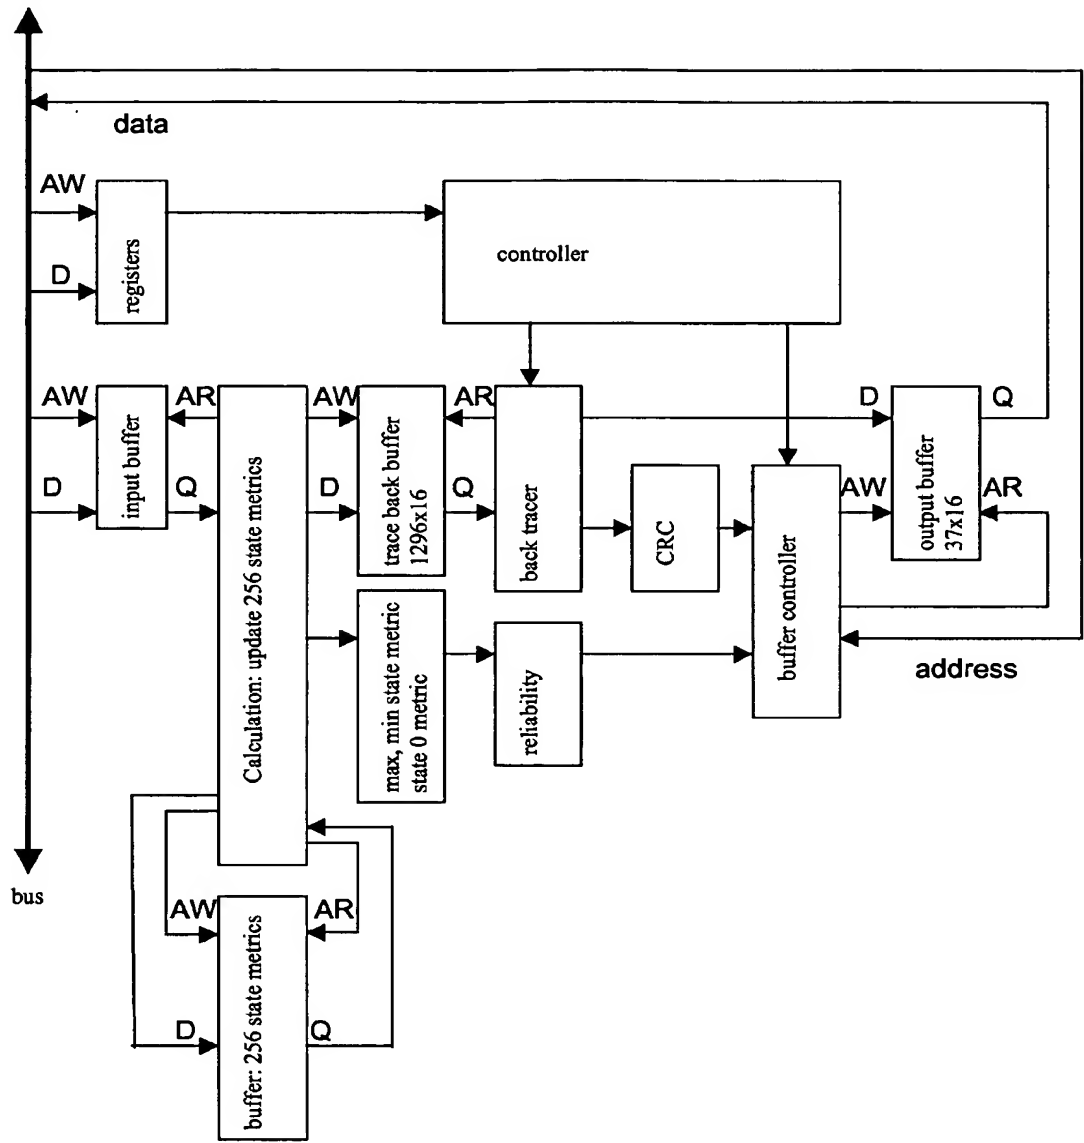 data
AW
D
registers
controller
AW
D
input buffer
AR
Q
Calculation: update 256 state metrics
AW
D
trace back buffer
1296x16
AR
Q
back tracer
CRC
max, min state metric
state 0 metric
reliability
buffer controller
D
AW
output buffer
37x16
Q
AR
address
bus
AW
AR
D
Q
buffer: 256 state metrics